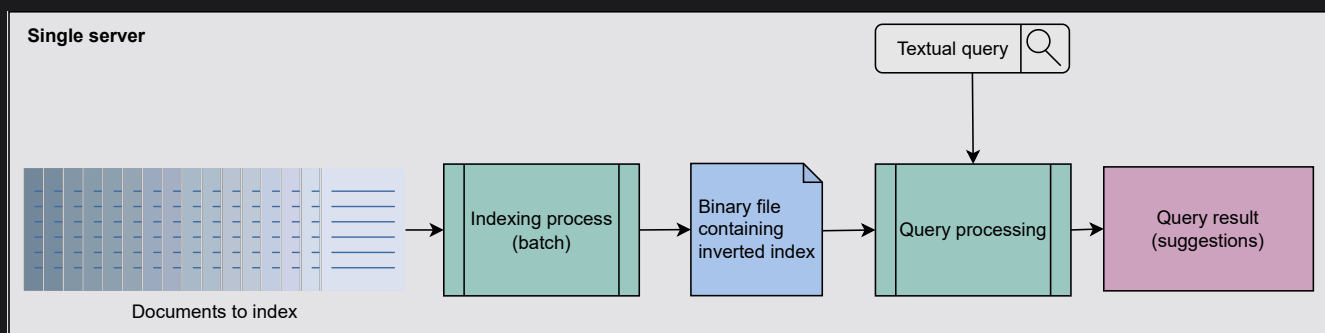 Single server
Textual query
Indexing process
(batch)
Binary file
containing
inverted index
Query processing
Query result
(suggestions)
Documents to index